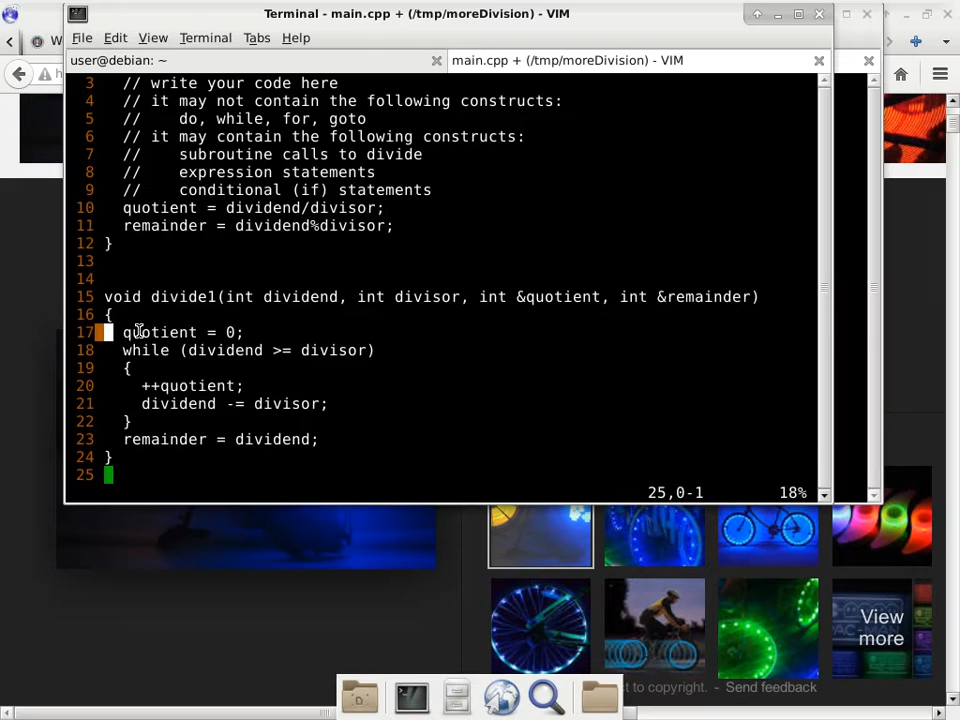 Terminal - main.cpp + (/tmp/moreDivision) - VIM
W
File Edit View Terminal Tabs Help
user@debian: ~
main.cpp + (/tmp/moreDivision) - VIM
3 // write your code here
4 // it may not contain the following constructs:
5 // do, while, for, goto
6 // it may contain the following constructs:
7 // subroutine calls to divide
8 // expression statements
9 // conditional (if) statements
10 quotient = dividend/divisor;
11 remainder = dividend%divisor;
12 }
13
14
15 void divide1(int dividend, int divisor, int &quotient, int &remainder)
16 {
17 quotient = 0;
18 while (dividend >= divisor)
19 {
20 ++quotient;
21 dividend -= divisor;
22 }
23 remainder = dividend;
24 }
25
25,0-1 18%
View more
ct to copyright. - Send feedback